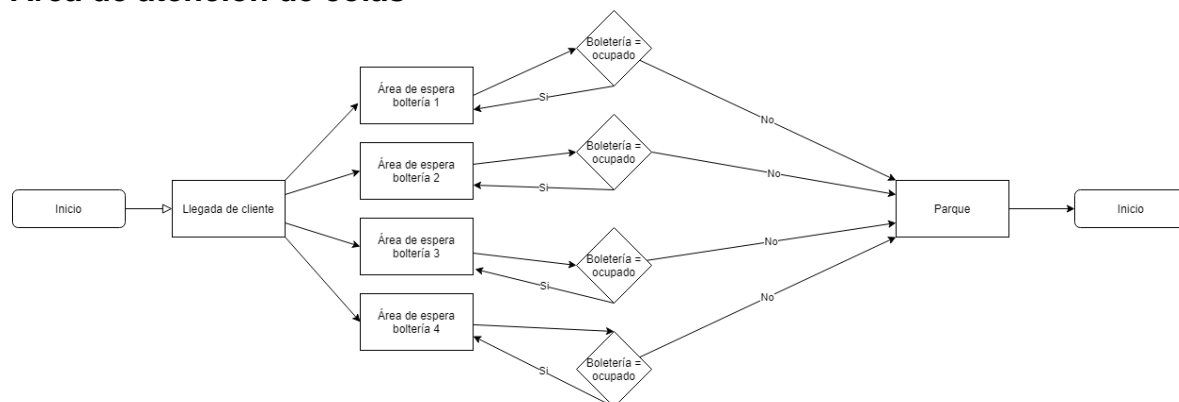 Área de atención de colas
Boletería =
ocupado
Área de espera
boltería 1
Si
No
Boletería =
ocupado
Área de espera
boltería 2
Si
No
Inicio
Llegada de cliente
Parque
Inicio
Área de espera
boltería 3
Boletería =
ocupado
No
Si
Área de espera
boltería 4
No
Boletería =
ocupado
Si